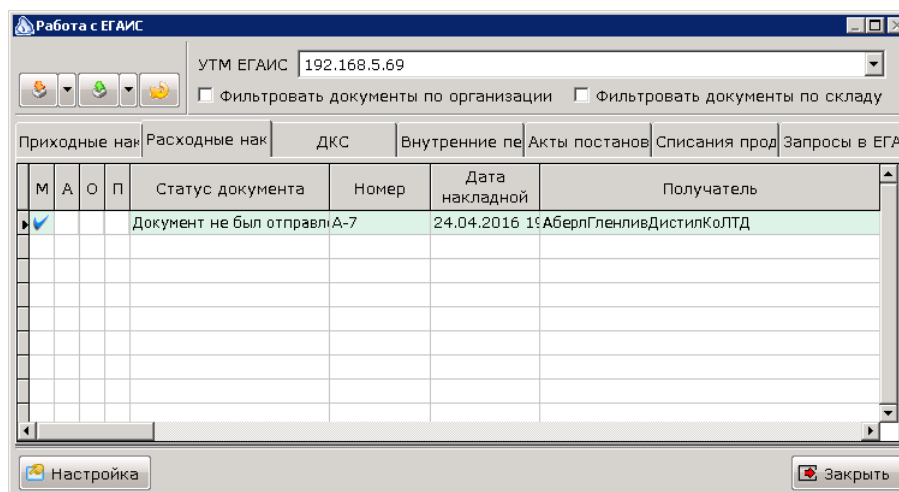 Работа с ЕГАИС
УТМ ЕГАИС 192.168.5.69
Фильтровать документы по организации Фильтровать документы по складу
Приходные нак Расходные нак ДКС Внутренние пе Акты постанов Списания прод Запросы в ЕГА
М А О П Статус документа Номер Дата накладной Получатель
Документ не был отправл А-7 24.04.2016 19 АберлГленливДистилКоЛТД
Настройка Закрыть